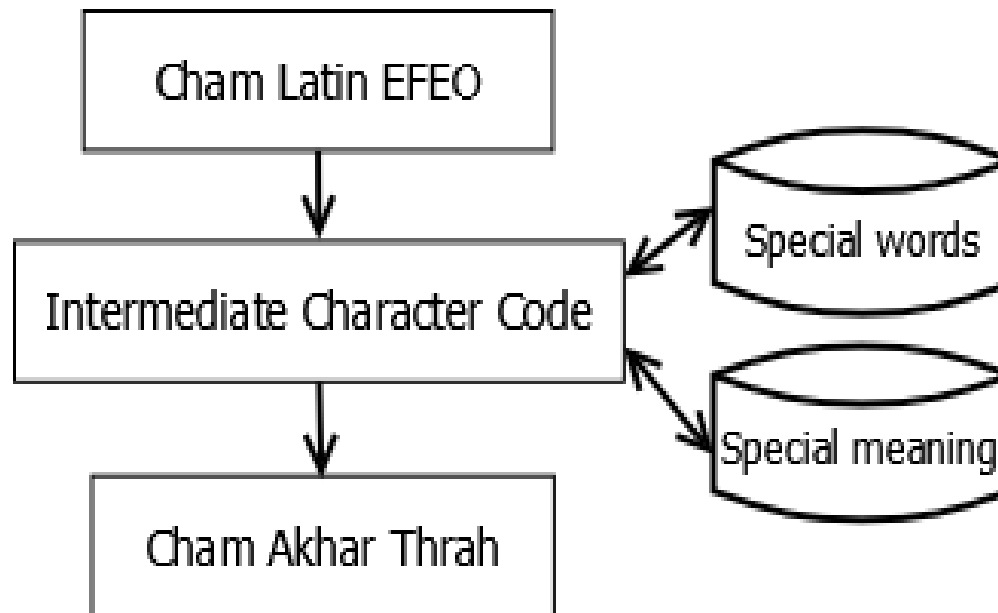 Cham Latin EFEO
Special words
Intermediate Character Code
Special meaning
Cham Akhar Thrah